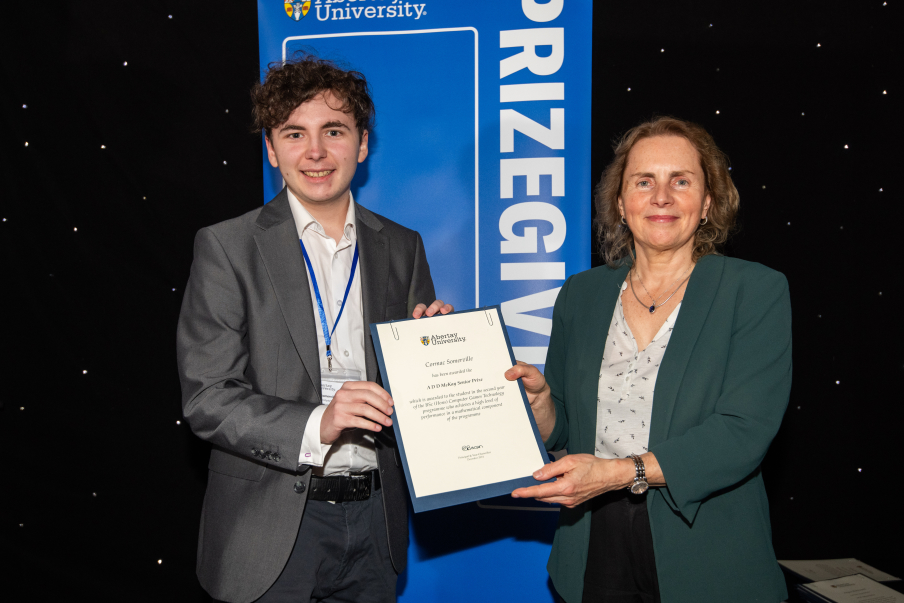 Abertay
University®
PRIZEGIVI
Abertay
University
Cormac Somerville
has been awarded the
A D D McKay Senior Prize
which is awarded to the student in the second year
of the BSc (Hons) Computer Games Technology
programme who achieves a high level of
performance in a mathematical component
of the programme